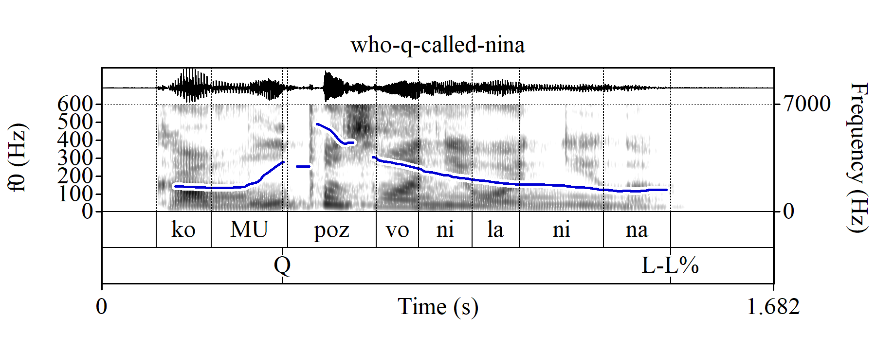 who-q-called-nina
600
500
400
300
200
100
0
f0 (Hz)
7000
0
Frequency (Hz)
ko MU poz vo ni la ni na
Q L-L%
0 Time (s) 1.682